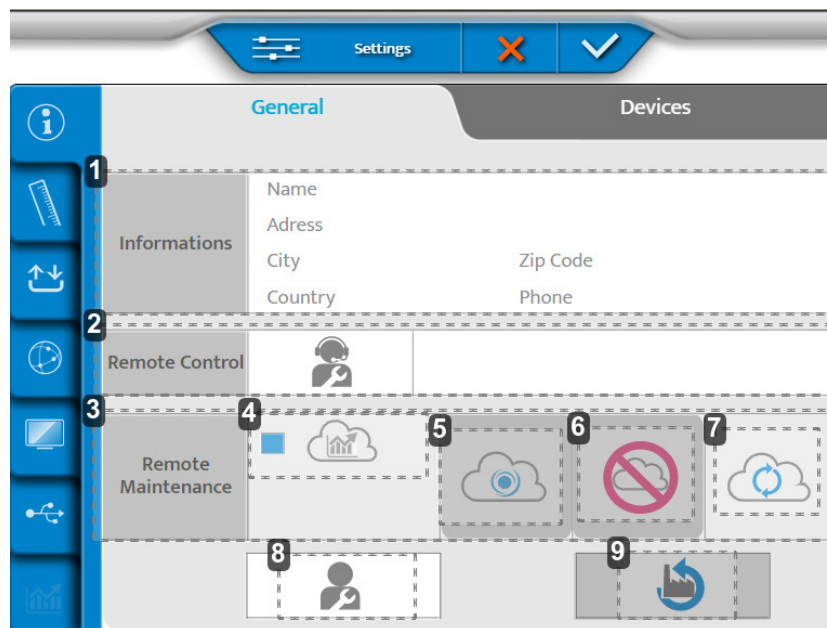 Settings
General Devices
1
Name
Adress
Informations
City Zip Code
Country Phone
2
Remote Control
3 4 5 6 7
Remote
Maintenance
8 9